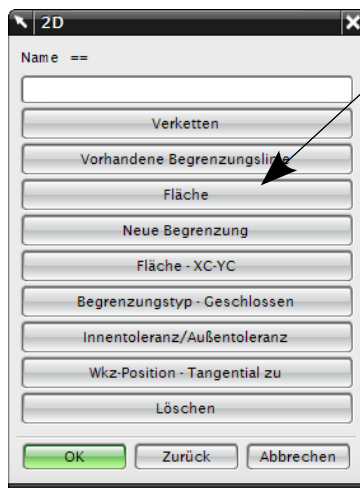 2D
Name ==
Verketten
Vorhandene Begrenzungslinie
Fläche
Neue Begrenzung
Fläche - XC-YC
Begrenzungstyp - Geschlossen
Innentoleranz/Außentoleranz
Wkz-Position - Tangential zu
Löschen
OK Zurück Abbrechen